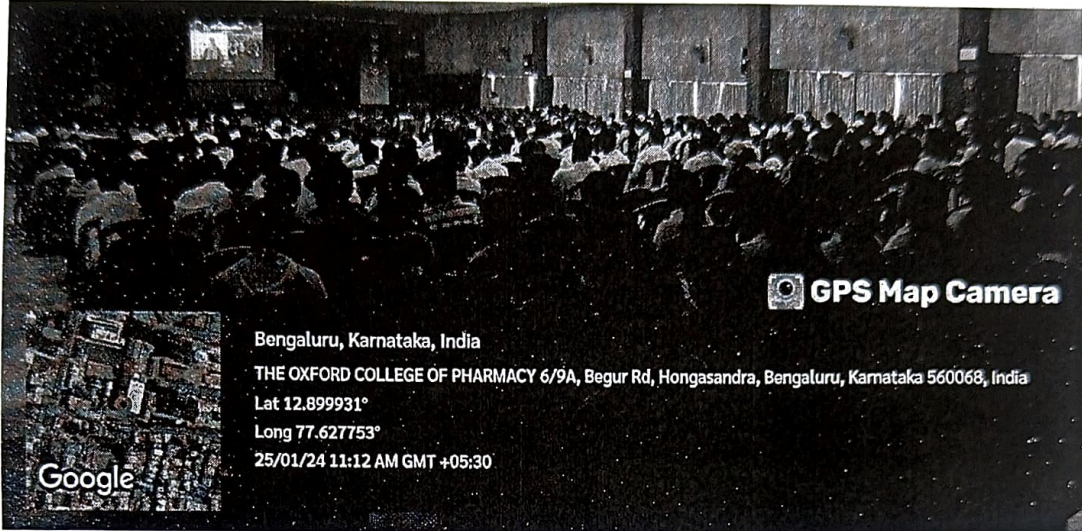 GPS Map Camera
Bengaluru, Karnataka, India
THE OXFORD COLLEGE OF PHARMACY 6/9A, Begur Rd, Hongasandra, Bengaluru, Karnataka 560068, India
Lat 12.899931°
Long 77.627753°
25/01/24 11:12 AM GMT +05:30
Google